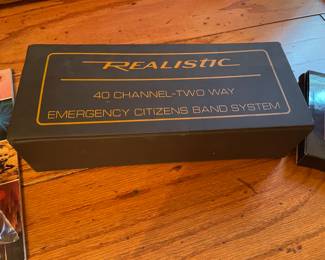 REALISTIC
40 CHANNEL-TWO WAY
EMERGENCY CITIZENS BAND SYSTEM